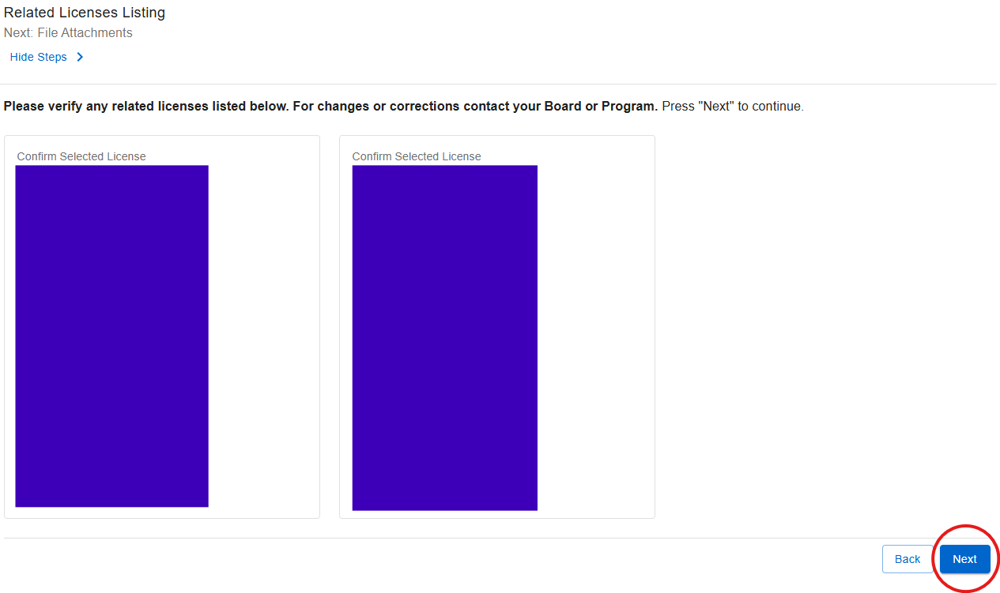 Related Licenses Listing
Next: File Attachments
Hide Steps
Please verify any related licenses listed below. For changes or corrections contact your Board or Program. Press "Next" to continue.
Confirm Selected License
Confirm Selected License
Back
Next